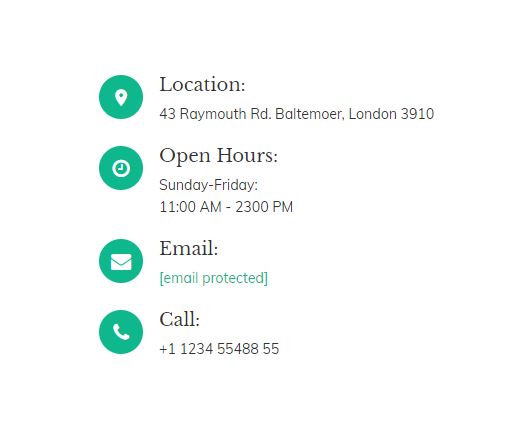 Location:
43 Raymouth Rd. Baltemoer, London 3910
Open Hours:
Sunday-Friday:
11:00 AM - 2300 PM
Email:
[email protected]
Call:
+1 1234 55488 55